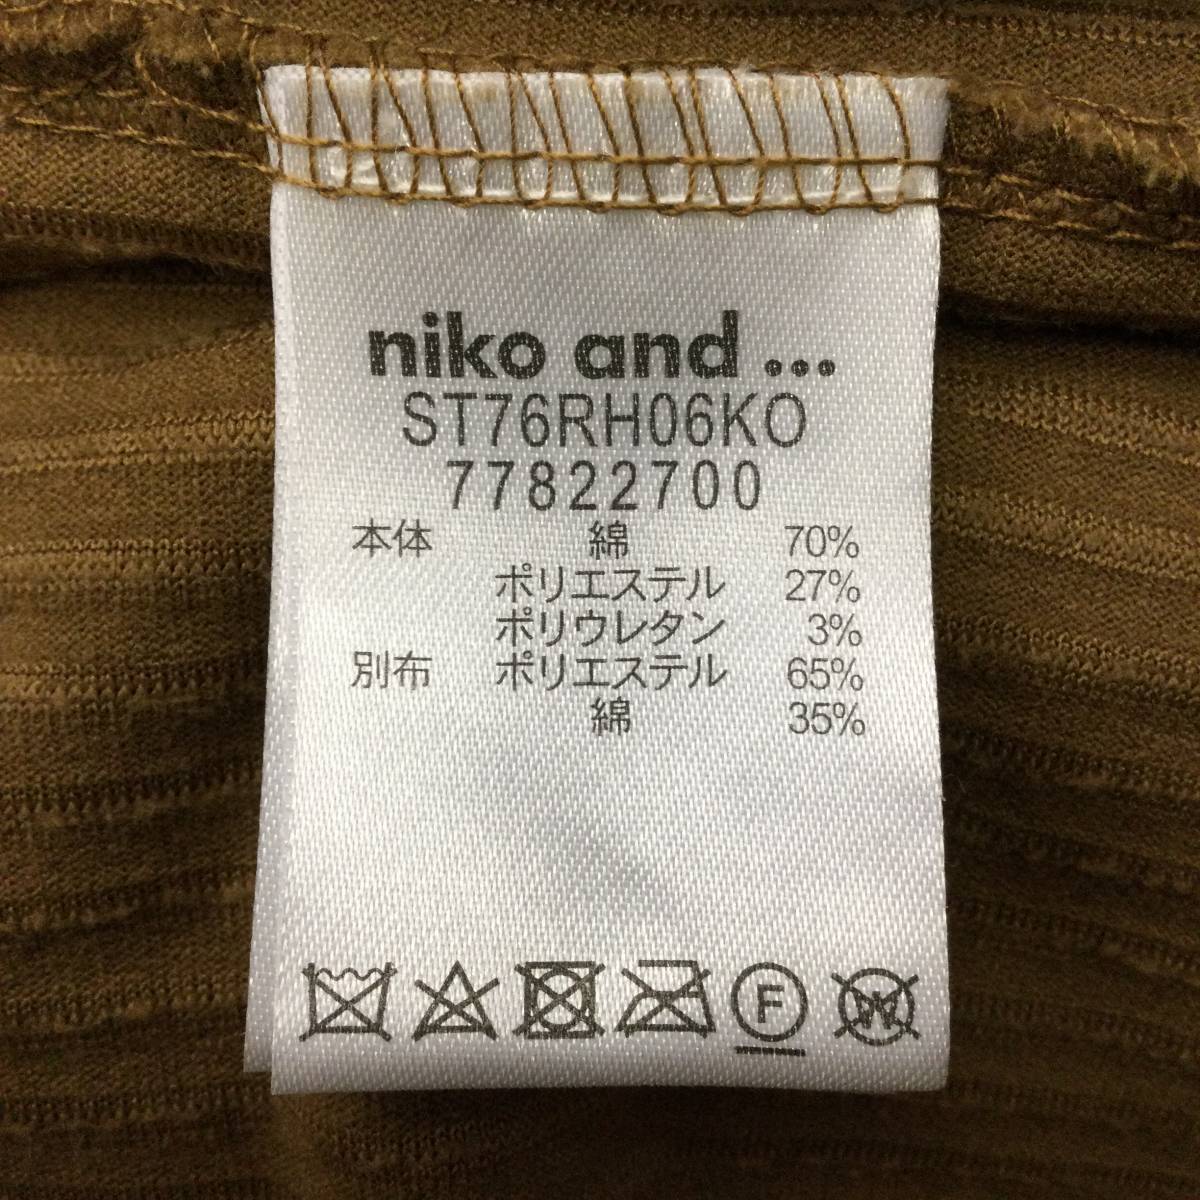 niko and ...
ST76RH06KO
77822700
本体 綿 70%
ポリエステル 27%
ポリウレタン 3%
別布 ポリエステル 65%
綿 35%
F
W